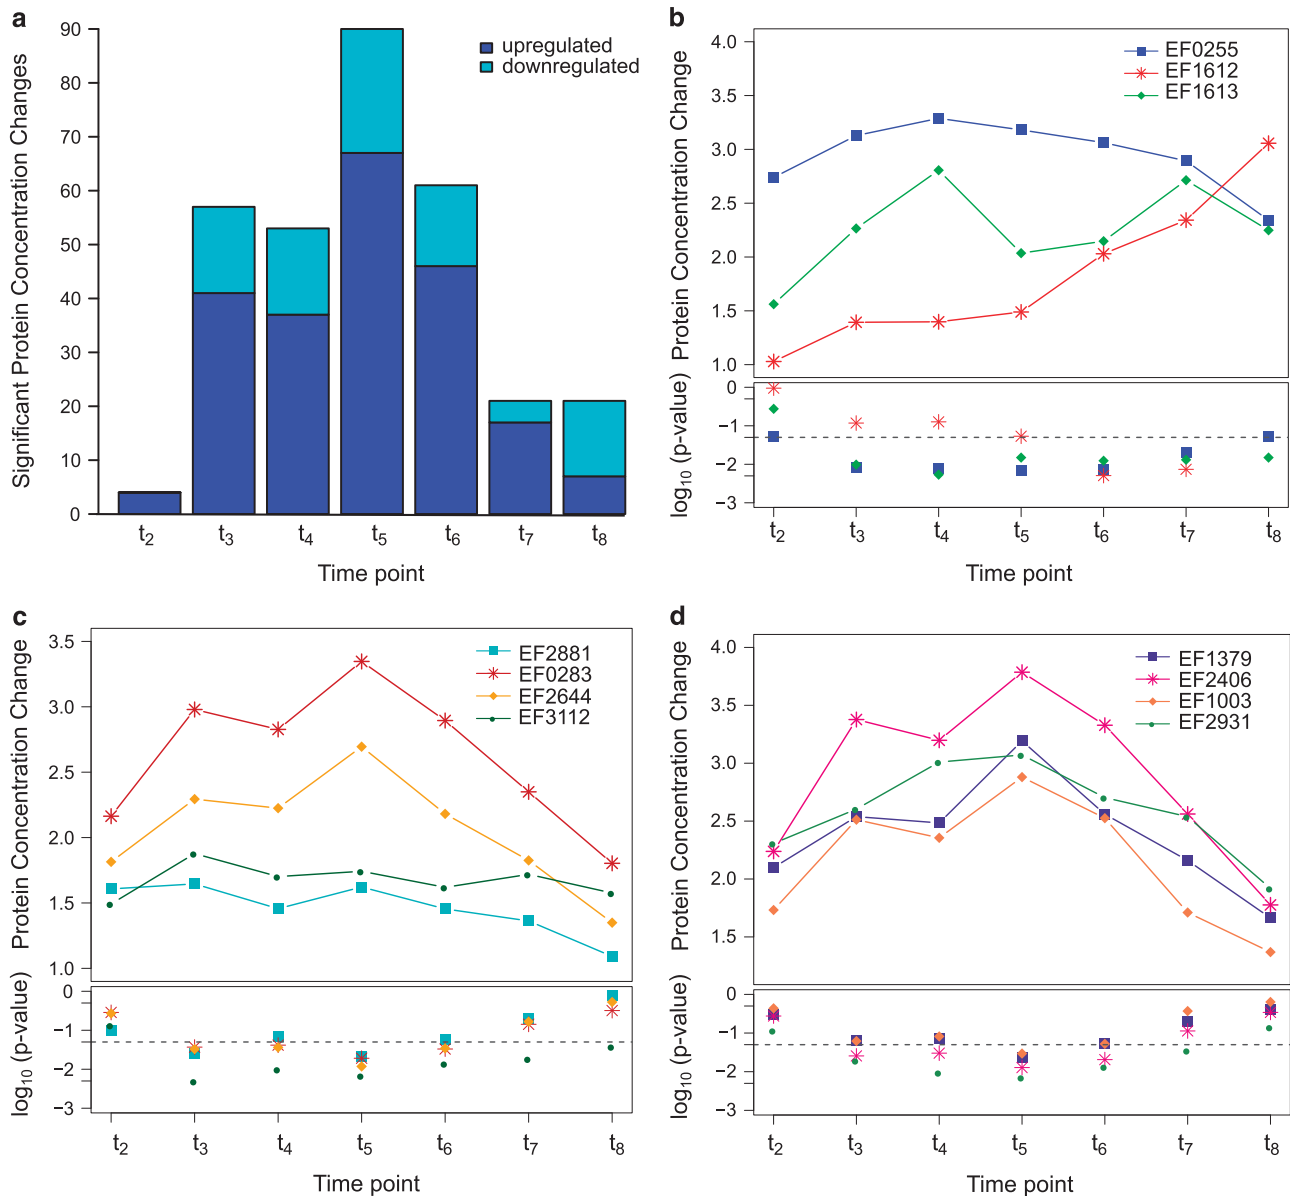 a
Significant Protein Concentration Changes
90
80
70
60
50
40
30
20
10
0
upregulated
downregulated
t2 t3 t4 t5 t6 t7 t8
Time point
b
Protein Concentration Change
4.0
3.5
3.0
2.5
2.0
1.5
1.0
EF0255
EF1612
EF1613
log10 (p-value)
0
−1
−2
−3
t2 t3 t4 t5 t6 t7 t8
Time point
c
Protein Concentration Change
3.5
3.0
2.5
2.0
1.5
1.0
EF2881
EF0283
EF2644
EF3112
log10 (p-value)
0
−1
−2
−3
t2 t3 t4 t5 t6 t7 t8
Time point
d
Protein Concentration Change
4.0
3.5
3.0
2.5
2.0
1.5
EF1379
EF2406
EF1003
EF2931
log10 (p-value)
0
−1
−2
−3
t2 t3 t4 t5 t6 t7 t8
Time point